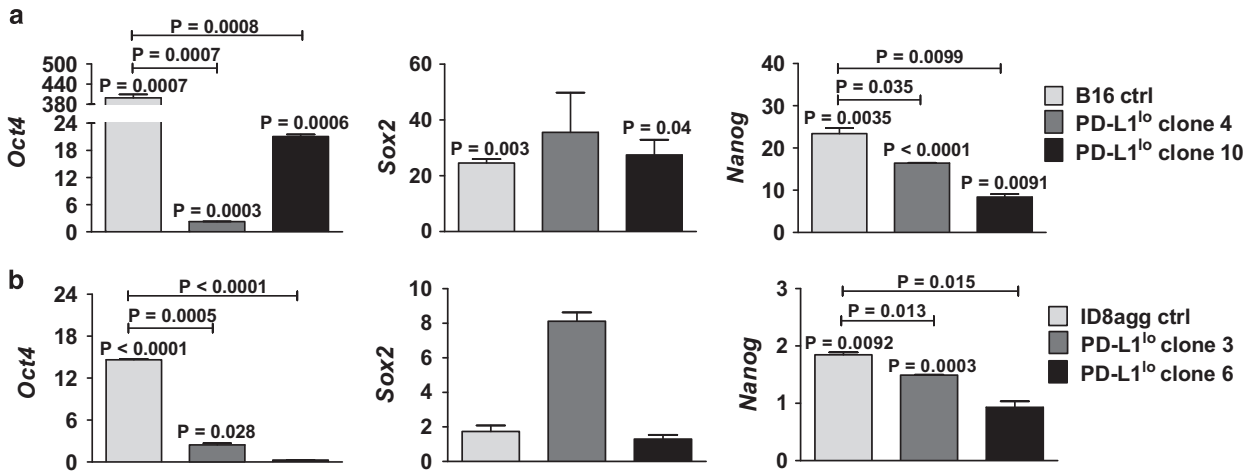 a
P = 0.0008
P = 0.0007
P = 0.0007
P = 0.0003
P = 0.0006
500
440
380
24
18
12
6
0
Oct4
60
40
20
0
Sox2
P = 0.003
P = 0.04
40
30
20
10
0
Nanog
P = 0.0099
P = 0.035
P = 0.0035
P < 0.0001
P = 0.0091
B16 ctrl
PD-L1lo clone 4
PD-L1lo clone 10
b
P < 0.0001
P = 0.0005
P < 0.0001
P = 0.028
24
18
12
6
0
Oct4
10
8
6
4
2
0
Sox2
3
2
1
0
Nanog
P = 0.015
P = 0.013
P = 0.0092
P = 0.0003
ID8agg ctrl
PD-L1lo clone 3
PD-L1lo clone 6